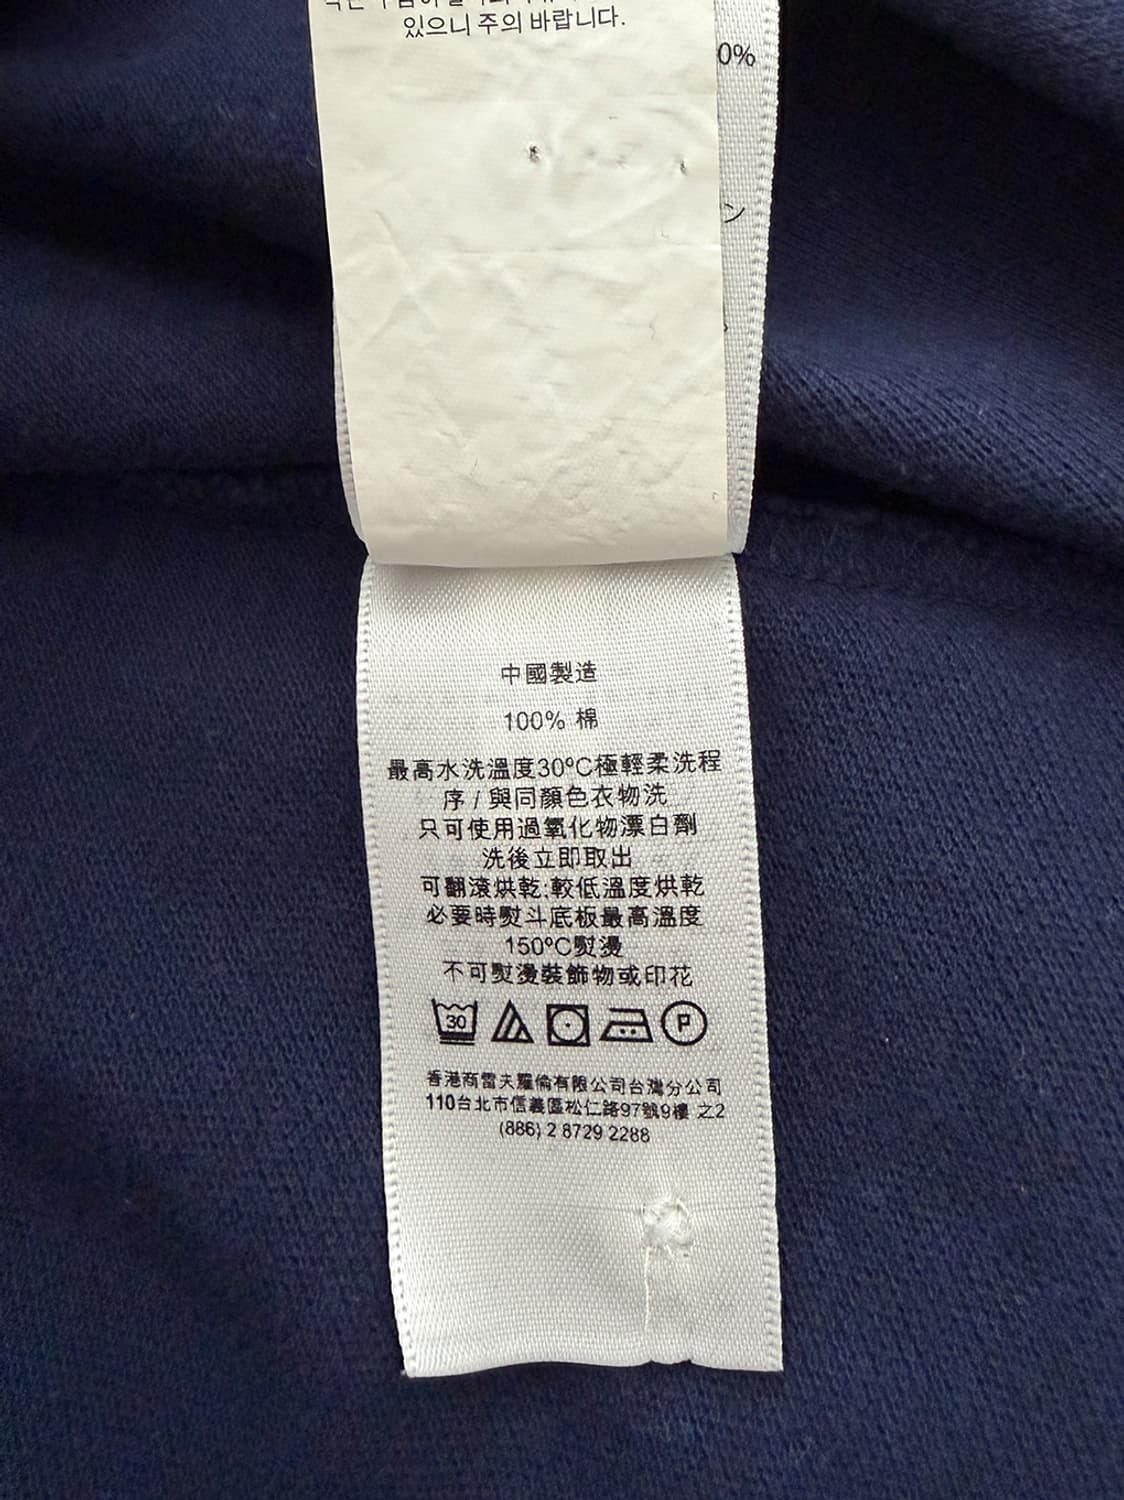 있으니 주의 바랍니다.
0%
ン
中國製造
100% 棉
最高水洗溫度30ºC極輕柔洗程
序 / 與同顏色衣物洗
只可使用過氧化物漂白劑
洗後立即取出
可翻滾烘乾;較低溫度烘乾
必要時熨斗底板最高溫度
150ºC熨燙
不可熨燙裝飾物或印花
30
P
香港商雷夫羅倫有限公司台灣分公司
110台北市信義區松仁路97號9樓 之2
(886) 2 8729 2288